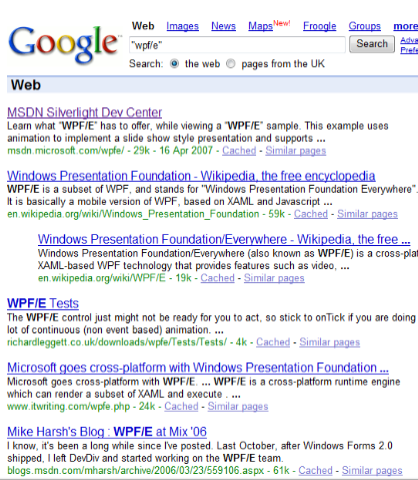 Web Images News Maps New! Froogle Groups more
Google™ "wpf/e" Search
Search: the web pages from the UK
Web
MSDN Silverlight Dev Center
Learn what "WPF/E" has to offer, while viewing a "WPF/E" sample. This example uses
animation to implement a slide show style presentation and supports ...
msdn.microsoft.com/wpfe/ - 29k - 16 Apr 2007 - Cached - Similar pages
Windows Presentation Foundation - Wikipedia, the free encyclopedia
WPF/E is a subset of WPF, and stands for "Windows Presentation Foundation Everywhere".
It is basically a mobile version of WPF, based on XAML and Javascript ...
en.wikipedia.org/wiki/Windows_Presentation_Foundation - 59k - Cached - Similar pages
Windows Presentation Foundation/Everywhere - Wikipedia, the free ...
Windows Presentation Foundation/Everywhere (also known as WPF/E) is a cross-plat
XAML-based WPF technology that provides features such as video, ...
en.wikipedia.org/wiki/WPF/E - 19k - Cached - Similar pages
WPF/E Tests
The WPF/E control just might not be ready for you to act, so stick to onTick if you are doing
lot of continuous (non event based) animation. ...
richardleggett.co.uk/downloads/wpfe/Tests/Tests/ - 4k - Cached - Similar pages
Microsoft goes cross-platform with Windows Presentation Foundation ...
Microsoft goes cross-platform with WPF/E. ... WPF/E is a cross-platform runtime engine
which can render a subset of XAML and execute . ...
www.itwriting.com/wpfe.php - 24k - Cached - Similar pages
Mike Harsh's Blog : WPF/E at Mix '06
I know, it's been a long while since I've posted. Last October, after Windows Forms 2.0
shipped, I left DevDiv and started working on the WPF/E team.
blogs.msdn.com/mharsh/archive/2006/03/23/559106.aspx - 61k - Cached - Similar pages